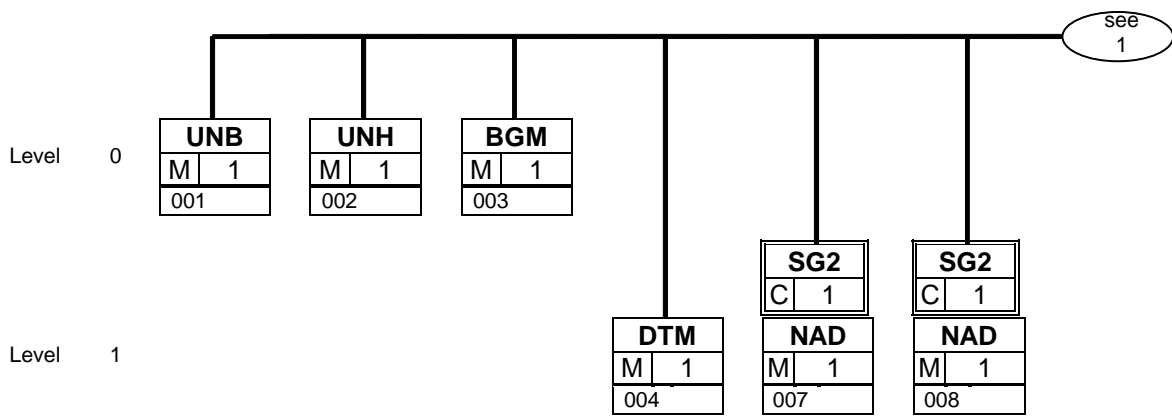 see
1
Level 0
UNB
M 1
001
UNH
M 1
002
BGM
M 1
003
SG2
C 1
SG2
C 1
Level 1
DTM
M 1
004
NAD
M 1
007
NAD
M 1
008